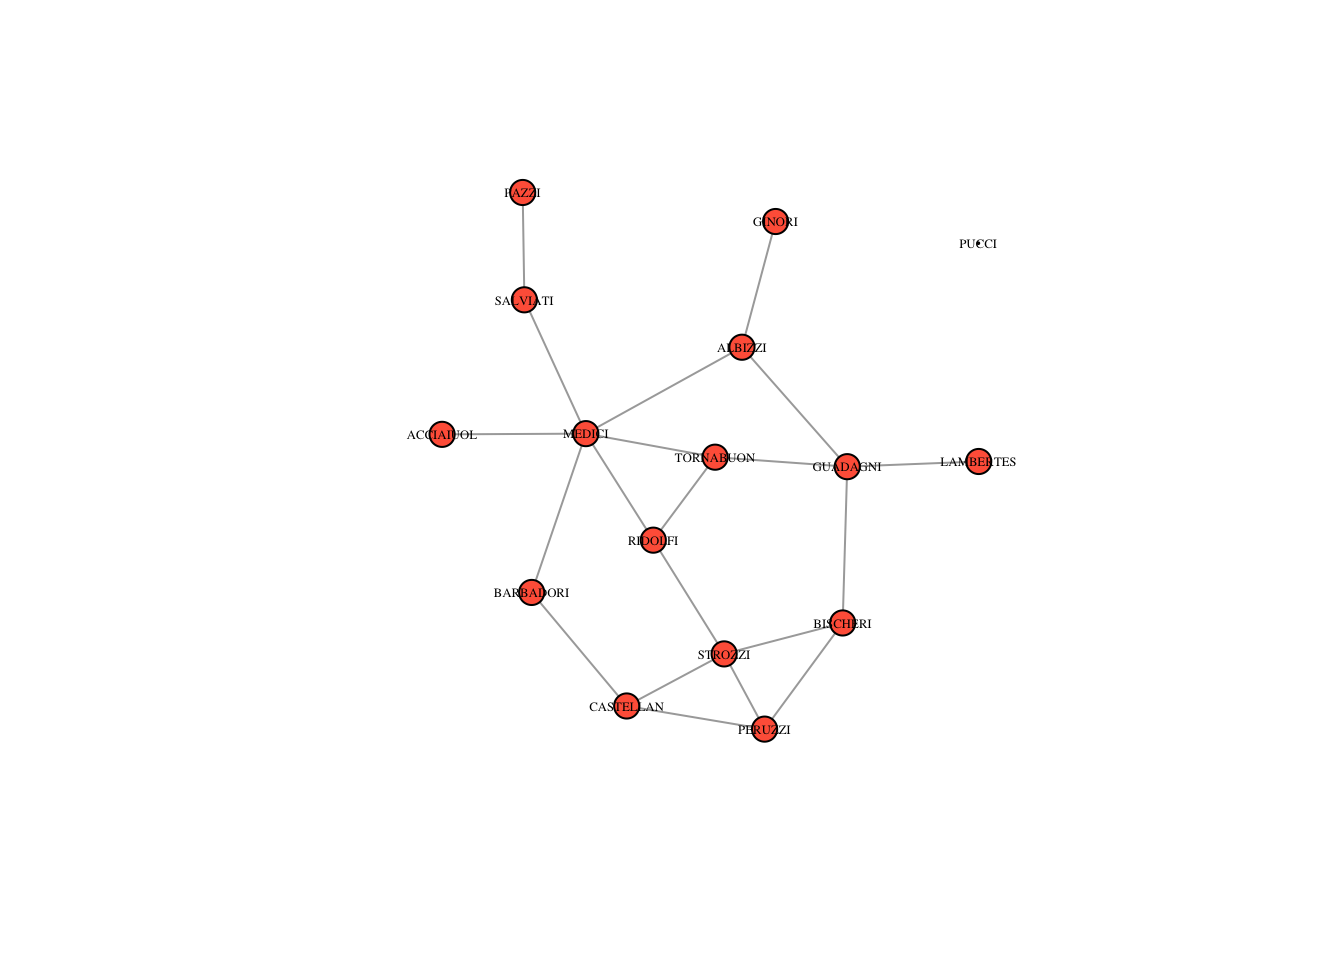 PAZZI
GINORI
PUCCI
SALVIATI
ALBIZZI
ACCIAIUOL
MEDICI
TORNABUON
GUADAGNI
LAMBERTES
RIDOLFI
BARBADORI
BISCHERI
STROZZI
CASTELLAN
PERUZZI